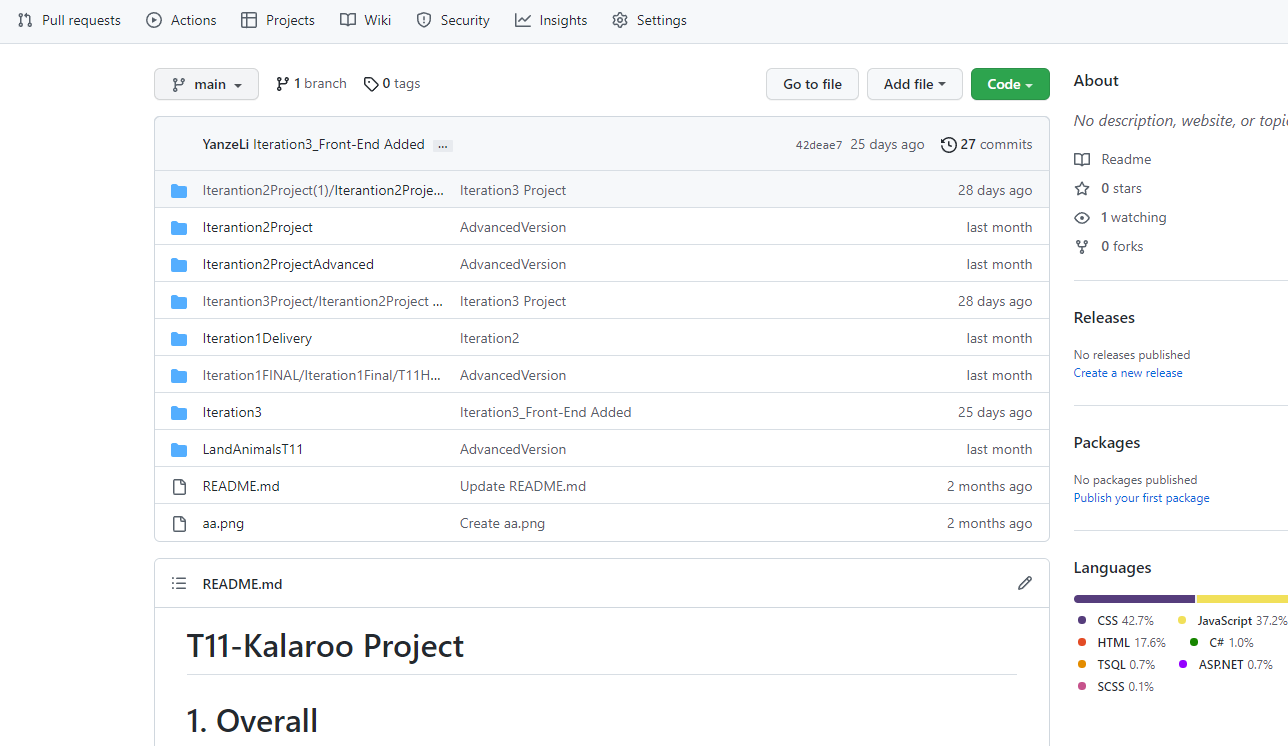 Pull requests Actions Projects Wiki Security Insights Settings
main 1 branch 0 tags Go to file Add file Code
YanzeLi Iteration3_Front-End Added ... 42deae7 25 days ago 27 commits
Iterantion2Project(1)/Iterantion2Proje... Iteration3 Project 28 days ago
Iterantion2Project AdvancedVersion last month
Iterantion2ProjectAdvanced AdvancedVersion last month
Iterantion3Project/Iterantion2Project ... Iteration3 Project 28 days ago
Iteration1Delivery Iteration2 last month
Iteration1FINAL/Iteration1Final/T11H... AdvancedVersion last month
Iteration3 Iteration3_Front-End Added 25 days ago
LandAnimalsT11 AdvancedVersion last month
README.md Update README.md 2 months ago
aa.png Create aa.png 2 months ago
README.md
T11-Kalaroo Project
1. Overall
About
No description, website, or topi
Readme
0 stars
1 watching
0 forks
Releases
No releases published
Create a new release
Packages
No packages published
Publish your first package
Languages
CSS 42.7% JavaScript 37.2%
HTML 17.6% C# 1.0%
TSQL 0.7% ASP.NET 0.7%
SCSS 0.1%